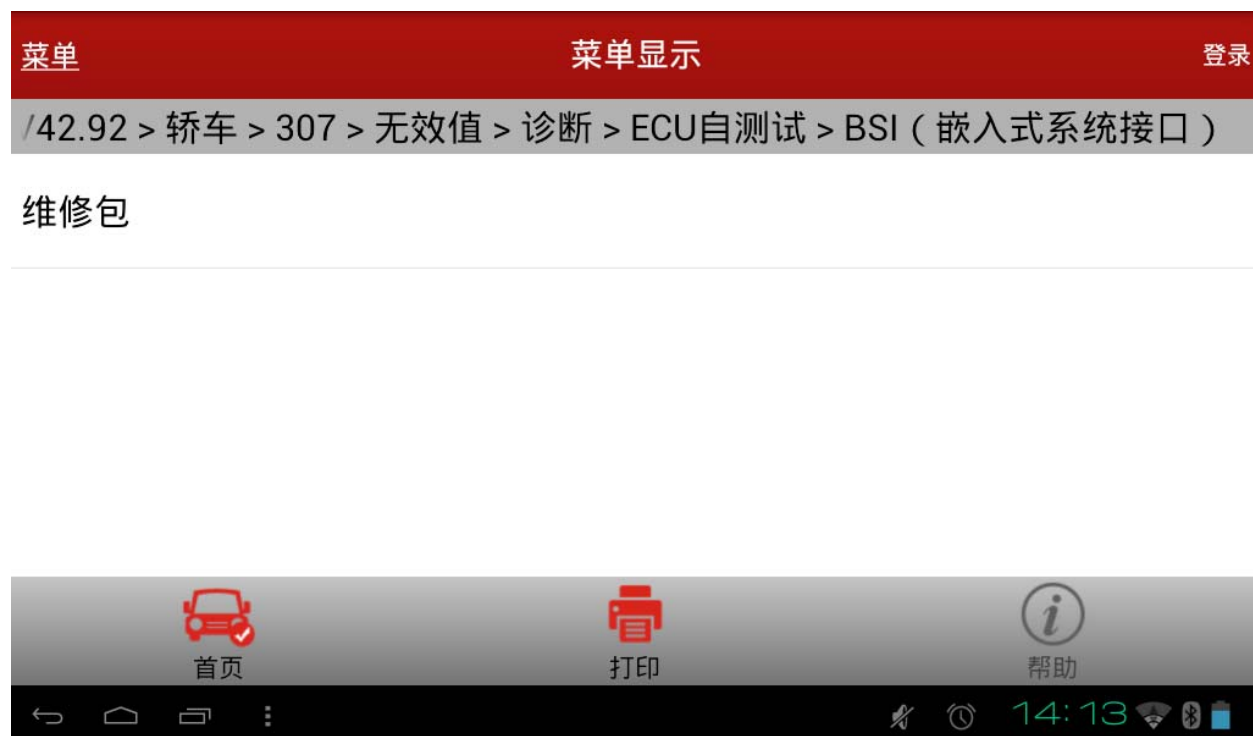 菜单 菜单显示 登录
/42.92 > 轿车 > 307 > 无效值 > 诊断 > ECU自测试 > BSI（嵌入式系统接口）
维修包
首页 打印 帮助
14:13